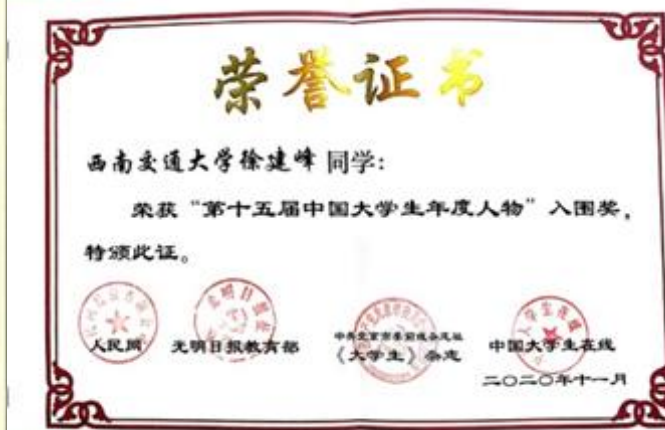 荣誉证书
西南交通大学徐建峰 同学：
荣获“第十五届中国大学生年度人物”入围奖，
特颁此证。
人民网 光明日报教育部 《大学生》杂志 中国大学生在线
二〇二〇年十一月